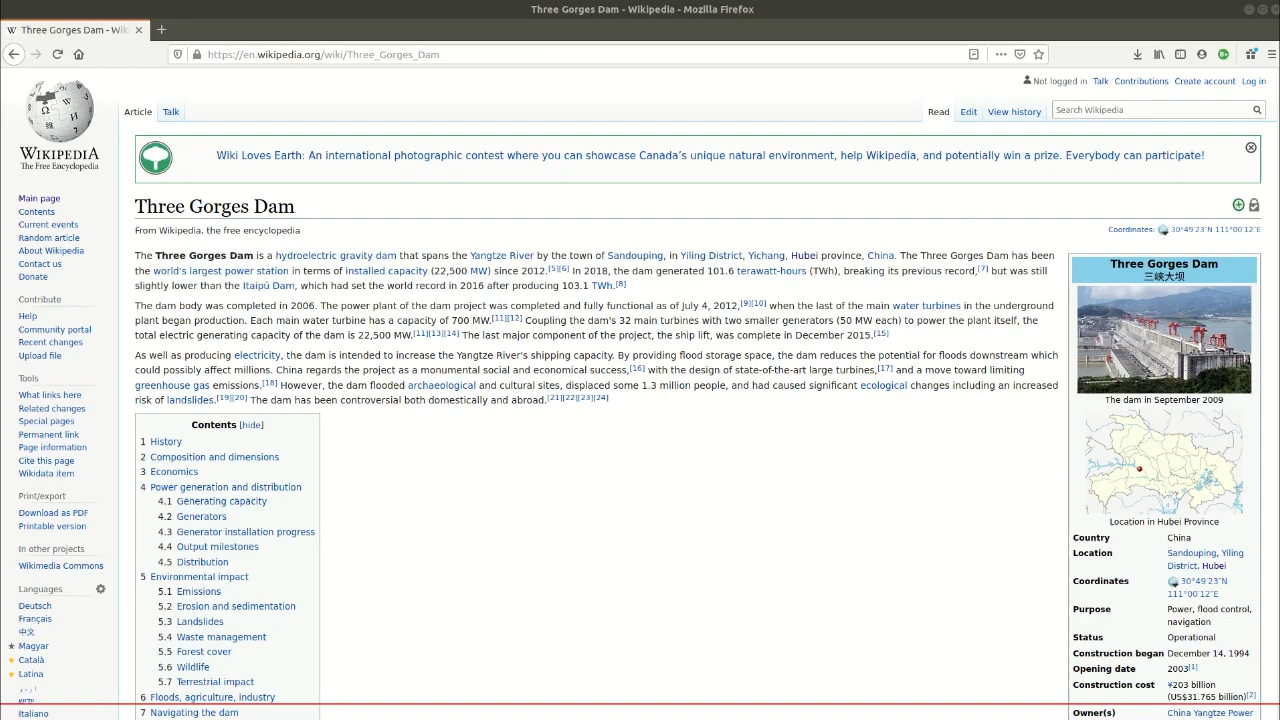 Three Gorges Dam - Wikipedia - Mozilla Firefox
Three Gorges Dam - Wiki
https://en.wikipedia.org/wiki/Three_Gorges_Dam
Not logged in Talk Contributions Create account Log in
Article Talk Read Edit View history Search Wikipedia
WIKIPEDIA
The Free Encyclopedia
Wiki Loves Earth: An international photographic contest where you can showcase Canada's unique natural environment, help Wikipedia, and potentially win a prize. Everybody can participate!
Main page
Contents
Current events
Random article
About Wikipedia
Contact us
Donate
Contribute
Help
Community portal
Recent changes
Upload file
Tools
What links here
Related changes
Special pages
Permanent link
Page information
Cite this page
Wikidata item
Print/export
Download as PDF
Printable version
In other projects
Wikimedia Commons
Languages
Deutsch
Français
中文
Magyar
Català
Latina
Italiano
Three Gorges Dam
From Wikipedia, the free encyclopedia
Coordinates: 30°49′23″N 111°00′12″E
The Three Gorges Dam is a hydroelectric gravity dam that spans the Yangtze River by the town of Sandouping, in Yiling District, Yichang, Hubei province, China. The Three Gorges Dam has been
the world's largest power station in terms of installed capacity (22,500 MW) since 2012.[5][6] In 2018, the dam generated 101.6 terawatt-hours (TWh), breaking its previous record,[7] but was still
slightly lower than the Itaipú Dam, which had set the world record in 2016 after producing 103.1 TWh.[8]
The dam body was completed in 2006. The power plant of the dam project was completed and fully functional as of July 4, 2012,[9][10] when the last of the main water turbines in the underground
plant began production. Each main water turbine has a capacity of 700 MW.[11][12] Coupling the dam's 32 main turbines with two smaller generators (50 MW each) to power the plant itself, the
total electric generating capacity of the dam is 22,500 MW.[11][13][14] The last major component of the project, the ship lift, was complete in December 2015.[15]
As well as producing electricity, the dam is intended to increase the Yangtze River's shipping capacity. By providing flood storage space, the dam reduces the potential for floods downstream which
could possibly affect millions. China regards the project as a monumental social and economic success,[16] with the design of state-of-the-art large turbines,[17] and a move toward limiting
greenhouse gas emissions.[18] However, the dam flooded archaeological and cultural sites, displaced some 1.3 million people, and had caused significant ecological changes including an increased
risk of landslides.[19][20] The dam has been controversial both domestically and abroad.[21][22][23][24]
Contents [hide]
1 History
2 Composition and dimensions
3 Economics
4 Power generation and distribution
4.1 Generating capacity
4.2 Generators
4.3 Generator installation progress
4.4 Output milestones
4.5 Distribution
5 Environmental impact
5.1 Emissions
5.2 Erosion and sedimentation
5.3 Landslides
5.4 Waste management
5.5 Forest cover
5.6 Wildlife
5.7 Terrestrial impact
6 Floods, agriculture, industry
7 Navigating the dam
Three Gorges Dam
三峡大坝
The dam in September 2009
Location in Hubei Province
Country China
Location Sandouping, Yiling
District, Hubei
Coordinates 30°49′23″N
111°00′12″E
Purpose Power, flood control,
navigation
Status Operational
Construction began December 14, 1994
Opening date 2003[1]
Construction cost ¥203 billion
(US$31.765 billion)[2]
Owner(s) China Yangtze Power